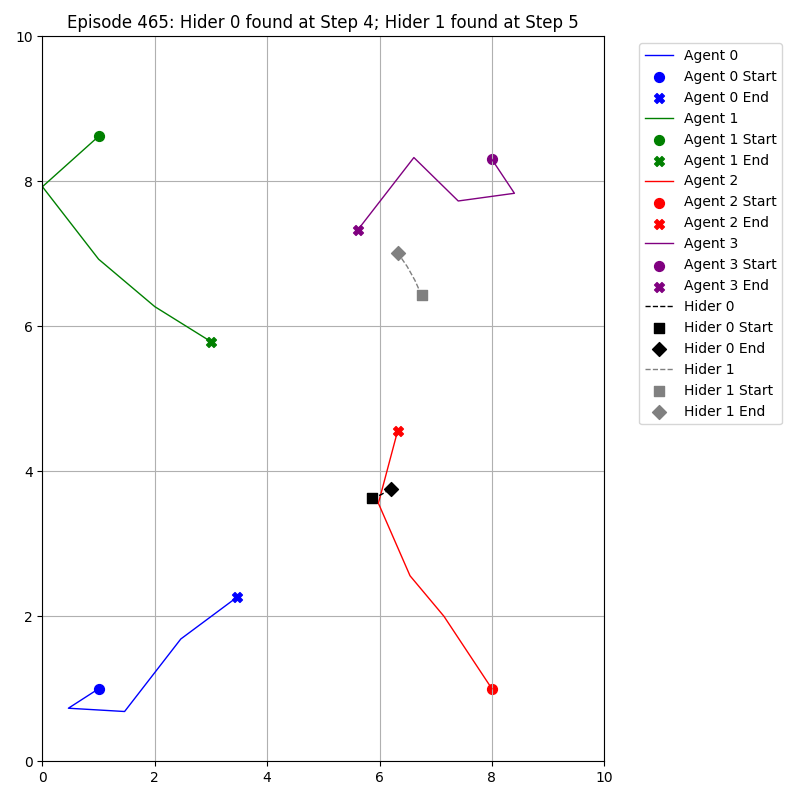 Episode 465: Hider 0 found at Step 4; Hider 1 found at Step 5
10
8
6
4
2
0
0
2
4
6
8
10
Agent 0
Agent 0 Start
Agent 0 End
Agent 1
Agent 1 Start
Agent 1 End
Agent 2
Agent 2 Start
Agent 2 End
Agent 3
Agent 3 Start
Agent 3 End
Hider 0
Hider 0 Start
Hider 0 End
Hider 1
Hider 1 Start
Hider 1 End